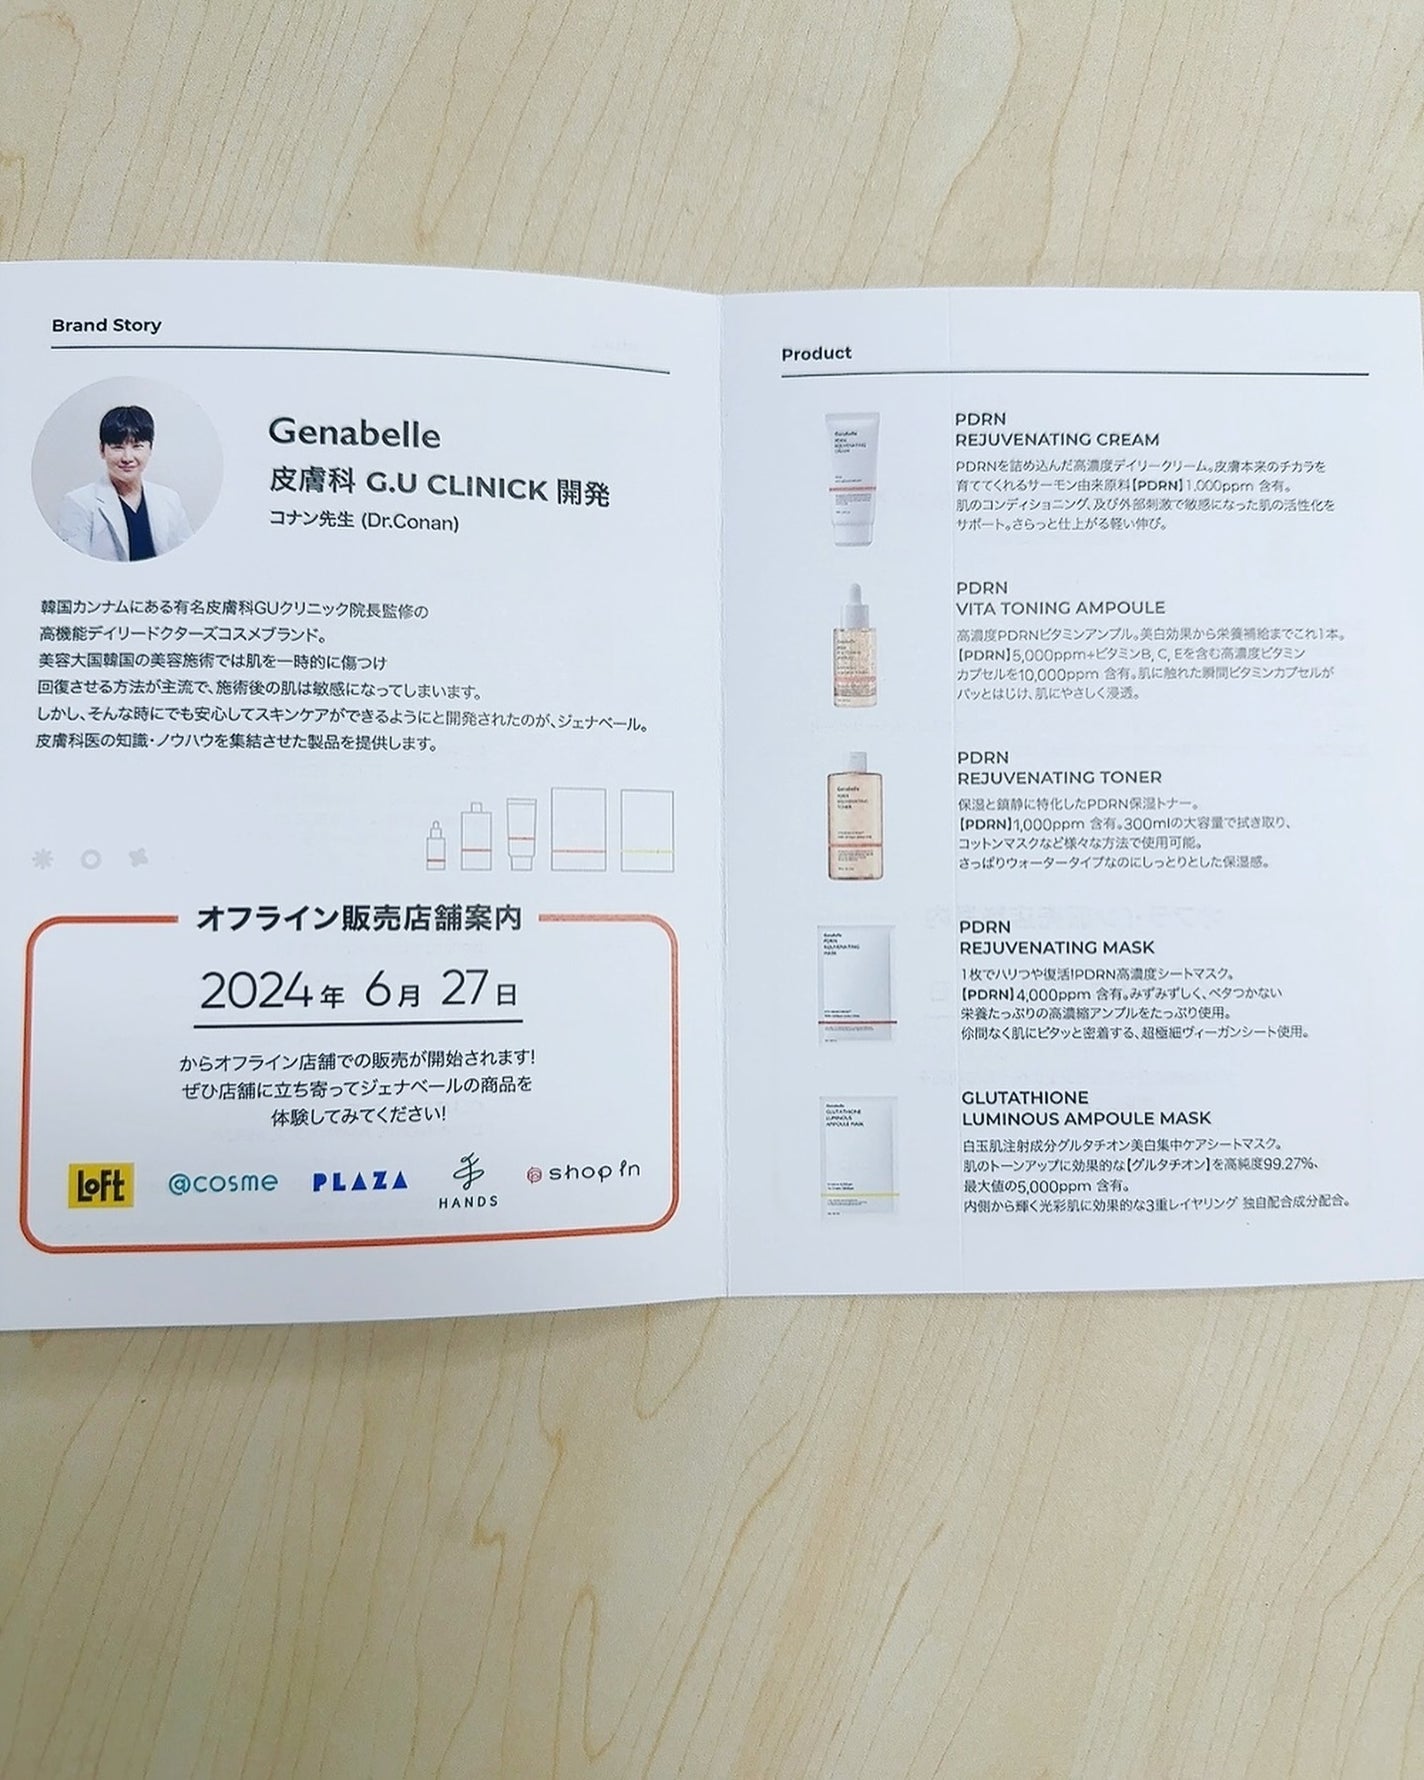 Brand Story
Genabelle
皮膚科 G.U CLINICK 開発
コナン先生 (Dr.Conan)
韓国カンナムにある有名皮膚科GUクリニック院長監修の
高機能デイリードクターズコスメブランド。
美容大国韓国の美容施術では肌を一時的に傷つけ
回復させる方法が主流で、施術後の肌は敏感になってしまいます。
しかし、そんな時にでも安心してスキンケアができるようにと開発されたのが、ジェナベール。
皮膚科医の知識・ノウハウを集結させた製品を提供します。
オフライン販売店舗案内
2024年 6月 27日
からオフライン店舗での販売が開始されます!
ぜひ店舗に立ち寄ってジェナベールの商品を
体験してみてください!
LoFt
@cosme
PLAZA
HANDS
shop in
Product
PDRN
REJUVENATING CREAM
PDRNを詰め込んだ高濃度デイリークリーム。皮膚本来のチカラを
育ててくれるサーモン由来原料【PDRN】1,000ppm 含有。
肌のコンディショニング、及び外部刺激で敏感になった肌の活性化を
サポート。さらっと仕上がる軽い伸び。
PDRN
VITA TONING AMPOULE
高濃度PDRNビタミンアンプル。美白効果から栄養補給までこれ1本。
【PDRN】5,000ppm+ビタミンB, C, Eを含む高濃度ビタミン
カプセルを10,000ppm 含有。肌に触れた瞬間ビタミンカプセルが
パッとはじけ、肌にやさしく浸透。
PDRN
REJUVENATING TONER
保湿と鎮静に特化したPDRN保湿トナー。
【PDRN】1,000ppm 含有。300mlの大容量で拭き取り、
コットンマスクなど様々な方法で使用可能。
さっぱりウォータータイプなのにしっとりとした保湿感。
PDRN
REJUVENATING MASK
1枚でハリつや復活!PDRN高濃度シートマスク。
【PDRN】4,000ppm 含有。みずみずしく、ベタつかない
栄養たっぷりの高濃縮アンプルをたっぷり使用。
你間なく肌にピタッと密着する、超極細ヴィーガンシート使用。
GLUTATHIONE
LUMINOUS AMPOULE MASK
白玉肌注射成分グルタチオン美白集中ケアシートマスク。
肌のトーンアップに効果的な【グルタチオン】を高純度99.27%、
最大値の5,000ppm 含有。
内側から輝く光彩肌に効果的な3重レイヤリング 独自配合成分配合。